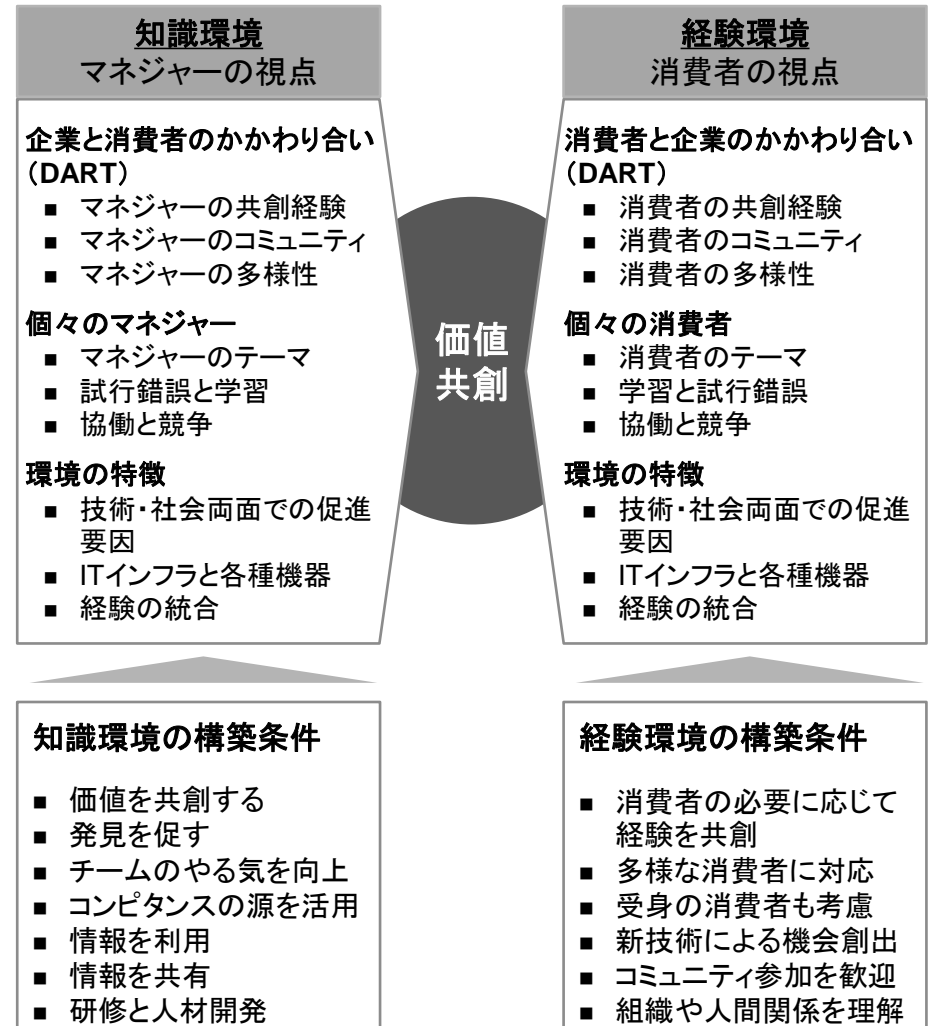 知識環境
マネジャーの視点
企業と消費者のかかわり合い
（DART）
■ マネジャーの共創経験
■ マネジャーのコミュニティ
■ マネジャーの多様性
個々のマネジャー
■ マネジャーのテーマ
■ 試行錯誤と学習
■ 協働と競争
環境の特徴
■ 技術・社会両面での促進
要因
■ ITインフラと各種機器
■ 経験の統合
価値
共創
経験環境
消費者の視点
消費者と企業のかかわり合い
（DART）
■ 消費者の共創経験
■ 消費者のコミュニティ
■ 消費者の多様性
個々の消費者
■ 消費者のテーマ
■ 学習と試行錯誤
■ 協働と競争
環境の特徴
■ 技術・社会両面での促進
要因
■ ITインフラと各種機器
■ 経験の統合
知識環境の構築条件
■ 価値を共創する
■ 発見を促す
■ チームのやる気を向上
■ コンピタンスの源を活用
■ 情報を利用
■ 情報を共有
■ 研修と人材開発
経験環境の構築条件
■ 消費者の必要に応じて
経験を共創
■ 多様な消費者に対応
■ 受身の消費者も考慮
■ 新技術による機会創出
■ コミュニティ参加を歓迎
■ 組織や人間関係を理解